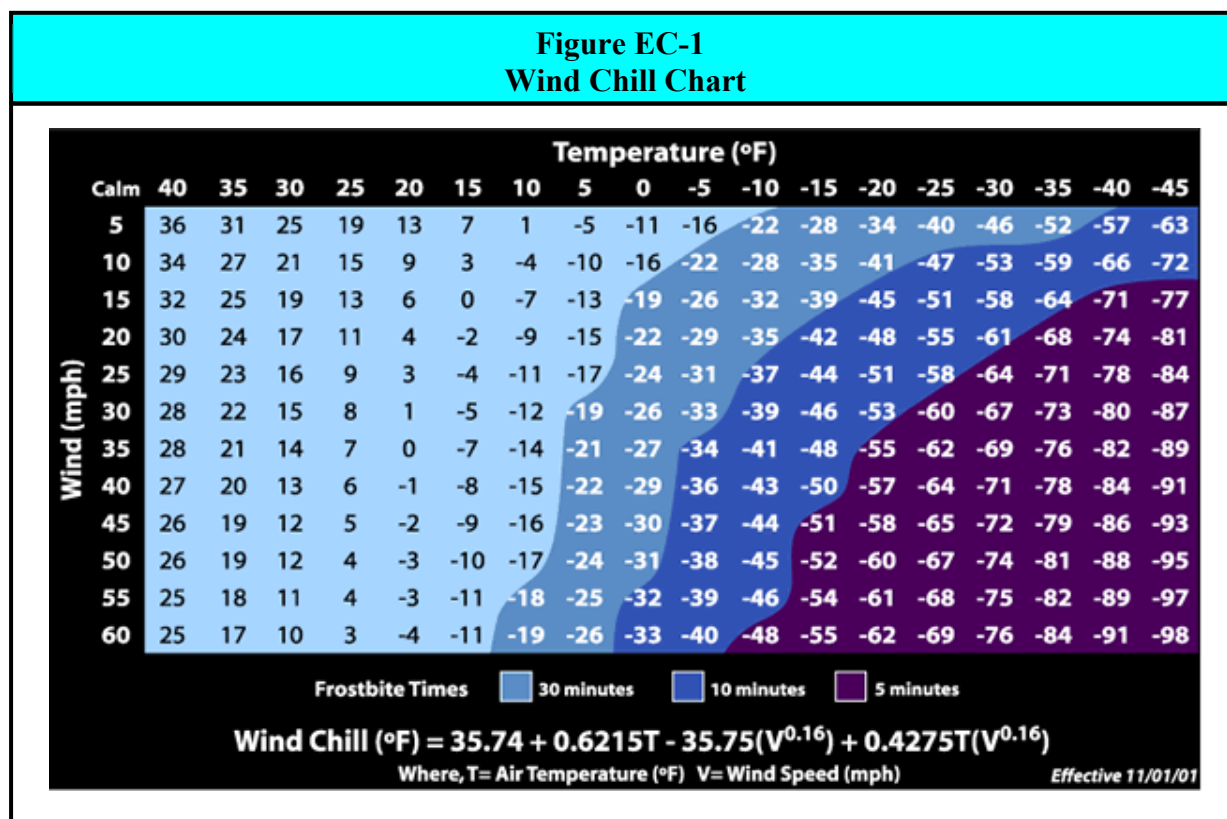 Figure EC-1
Wind Chill Chart
Temperature (ºF)
Calm 40 35 30 25 20 15 10 5 0 -5 -10 -15 -20 -25 -30 -35 -40 -45
5 36 31 25 19 13 7 1 -5 -11 -16 -22 -28 -34 -40 -46 -52 -57 -63
10 34 27 21 15 9 3 -4 -10 -16 -22 -28 -35 -41 -47 -53 -59 -66 -72
15 32 25 19 13 6 0 -7 -13 -19 -26 -32 -39 -45 -51 -58 -64 -71 -77
20 30 24 17 11 4 -2 -9 -15 -22 -29 -35 -42 -48 -55 -61 -68 -74 -81
25 29 23 16 9 3 -4 -11 -17 -24 -31 -37 -44 -51 -58 -64 -71 -78 -84
30 28 22 15 8 1 -5 -12 -19 -26 -33 -39 -46 -53 -60 -67 -73 -80 -87
35 28 21 14 7 0 -7 -14 -21 -27 -34 -41 -48 -55 -62 -69 -76 -82 -89
40 27 20 13 6 -1 -8 -15 -22 -29 -36 -43 -50 -57 -64 -71 -78 -84 -91
45 26 19 12 5 -2 -9 -16 -23 -30 -37 -44 -51 -58 -65 -72 -79 -86 -93
50 26 19 12 4 -3 -10 -17 -24 -31 -38 -45 -52 -60 -67 -74 -81 -88 -95
55 25 18 11 4 -3 -11 -18 -25 -32 -39 -46 -54 -61 -68 -75 -82 -89 -97
60 25 17 10 3 -4 -11 -19 -26 -33 -40 -48 -55 -62 -69 -76 -84 -91 -98
Wind (mph)
Frostbite Times 30 minutes 10 minutes 5 minutes
Wind Chill (ºF) = 35.74 + 0.6215T - 35.75(V^0.16) + 0.4275T(V^0.16)
Where, T= Air Temperature (ºF) V= Wind Speed (mph) Effective 11/01/01